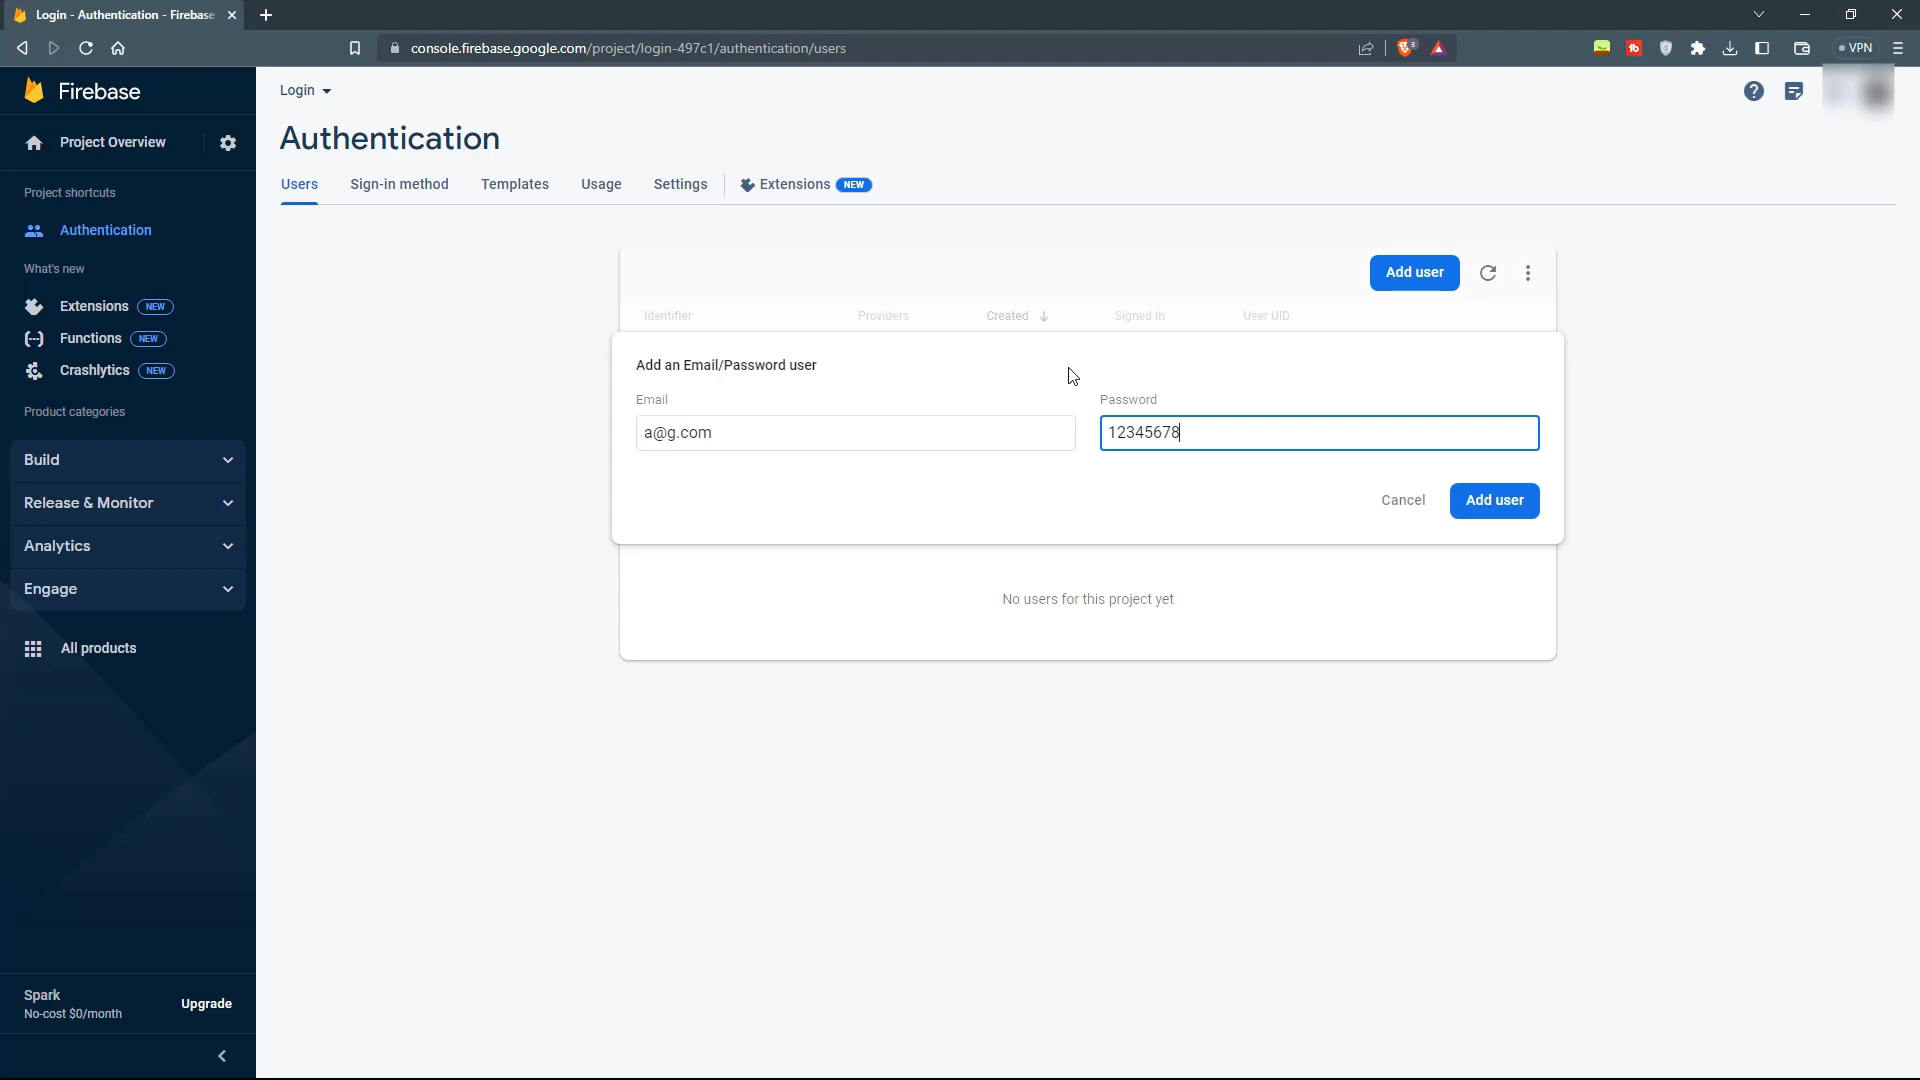 Login - Authentication - Firebase
console.firebase.google.com/project/login-497c1/authentication/users
3
VPN
Firebase
Project Overview
Project shortcuts
Authentication
What's new
Extensions NEW
Functions NEW
Crashlytics NEW
Product categories
Build
Release & Monitor
Analytics
Engage
All products
Spark
No-cost $0/month
Upgrade
Login
Authentication
Users Sign-in method Templates Usage Settings Extensions NEW
Add user
Identifier Providers Created Signed In User UID
Add an Email/Password user
Email Password
a@g.com 12345678
Cancel Add user
No users for this project yet